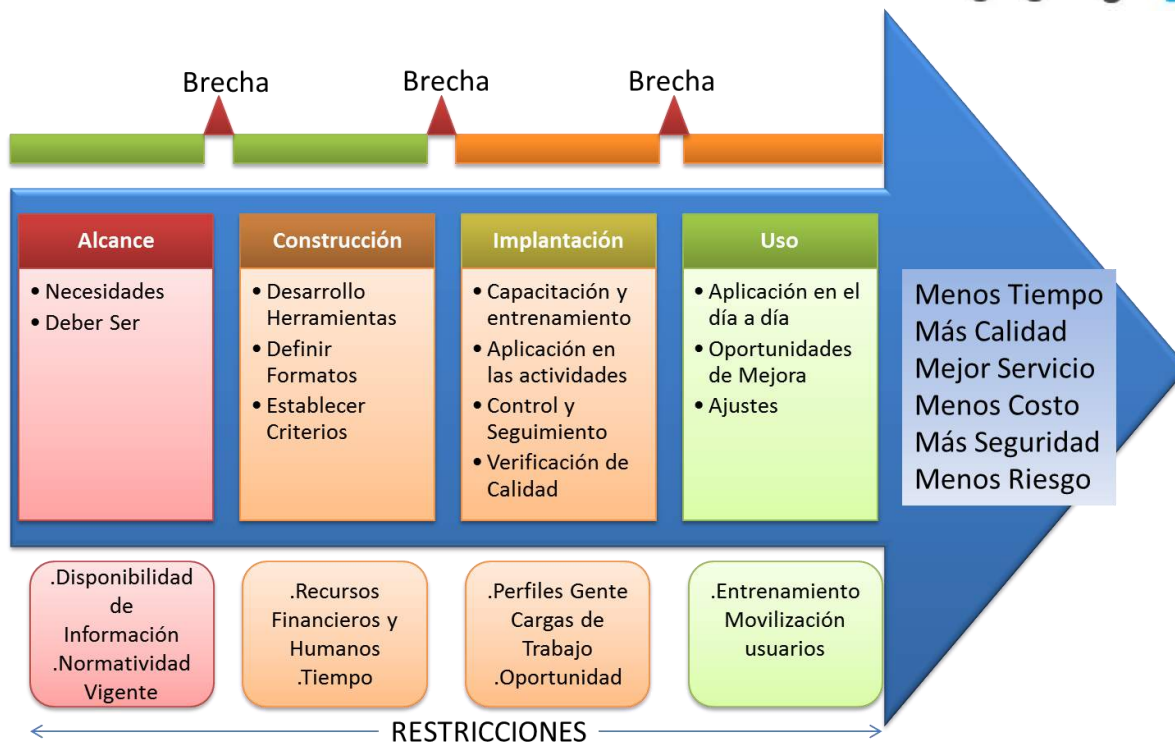 Brecha
Brecha
Brecha
Alcance
• Necesidades
• Deber Ser
Construcción
• Desarrollo
Herramientas
• Definir
Formatos
• Establecer
Criterios
Implantación
• Capacitación y
entrenamiento
• Aplicación en
las actividades
• Control y
Seguimiento
• Verificación de
Calidad
Uso
• Aplicación en el
día a día
• Oportunidades
de Mejora
• Ajustes
Menos Tiempo
Más Calidad
Mejor Servicio
Menos Costo
Más Seguridad
Menos Riesgo
.Disponibilidad
de
Información
.Normatividad
Vigente
.Recursos
Financieros y
Humanos
.Tiempo
.Perfiles Gente
Cargas de
Trabajo
.Oportunidad
.Entrenamiento
Movilización
usuarios
RESTRICCIONES